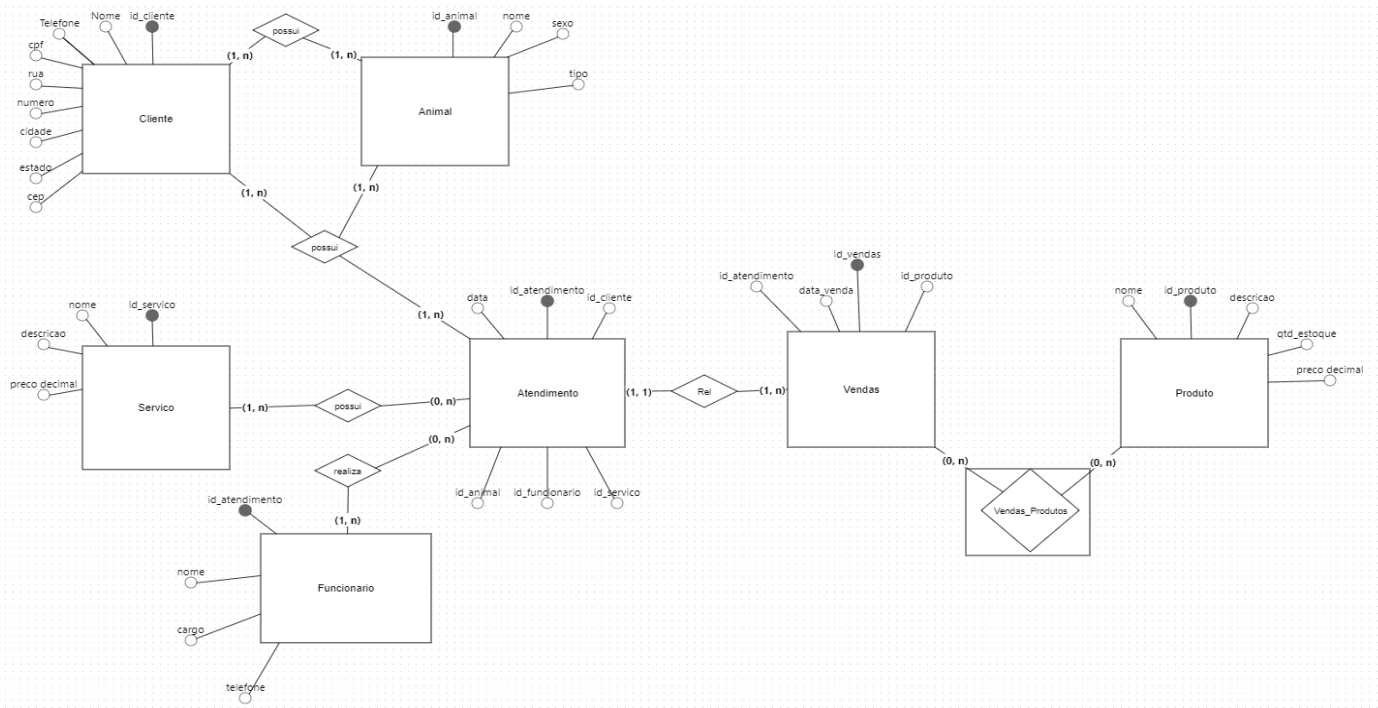 Telefone
Nome
id_cliente
cpf
rua
numero
cidade
estado
cep
Cliente
(1, n)
possui
(1, n)
id_animal
nome
sexo
tipo
Animal
(1, n)
(1, n)
possui
(1, n)
nome
id_servico
descricao
preco decimal
Servico
(1, n)
possui
(0, n)
data
id_atendimento
id_cliente
Atendimento
id_animal
id_fundionario
id_servico
(0, n)
realiza
(1, n)
id_atendimento
nome
cargo
telefone
Funcionario
(1, 1)
Rel
(1, n)
id_atendimento
data_venda
id_vendas
id_produto
Vendas
(0, n)
Vendas_Produtos
(0, n)
nome
id_produto
descricao
qtd_estoque
preco decimal
Produto